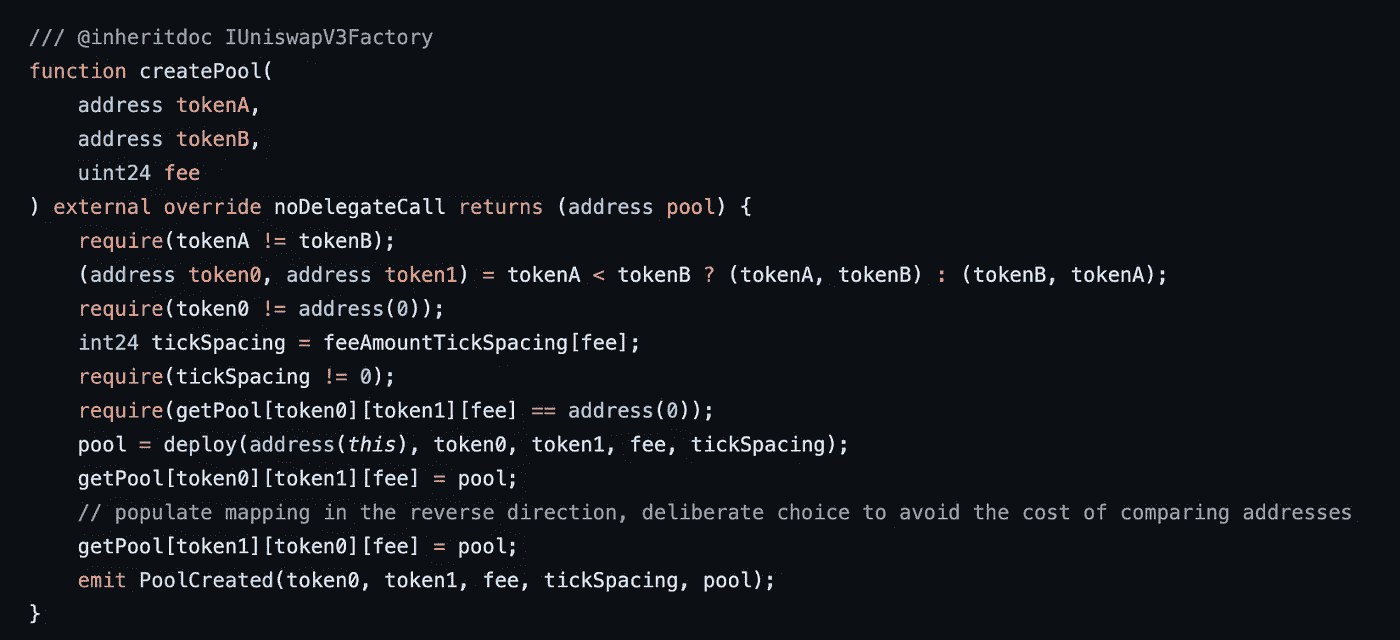 /// @inheritdoc IUniswapV3Factory
function createPool(
    address tokenA,
    address tokenB,
    uint24 fee
) external override noDelegateCall returns (address pool) {
    require(tokenA != tokenB);
    (address token0, address token1) = tokenA < tokenB ? (tokenA, tokenB) : (tokenB, tokenA);
    require(token0 != address(0));
    int24 tickSpacing = feeAmountTickSpacing[fee];
    require(tickSpacing != 0);
    require(getPool[token0][token1][fee] == address(0));
    pool = deploy(address(this), token0, token1, fee, tickSpacing);
    getPool[token0][token1][fee] = pool;
    // populate mapping in the reverse direction, deliberate choice to avoid the cost of comparing addresses
    getPool[token1][token0][fee] = pool;
    emit PoolCreated(token0, token1, fee, tickSpacing, pool);
}